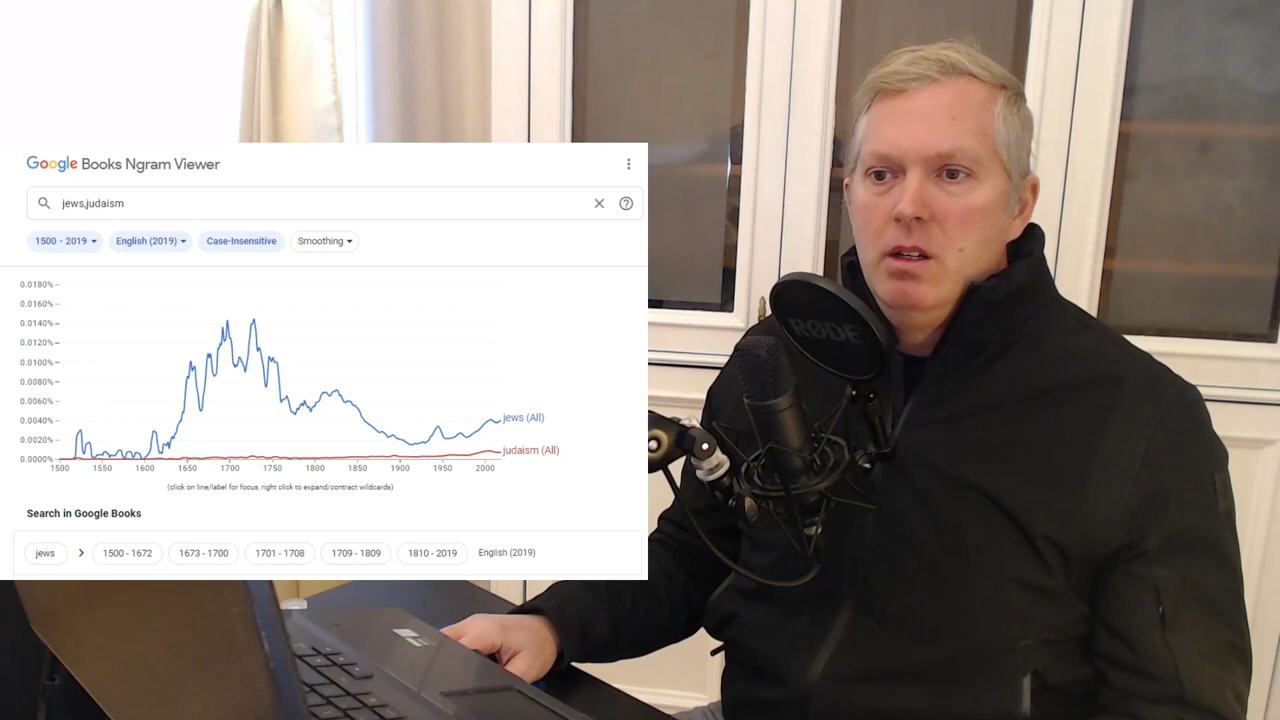 Google Books Ngram Viewer
jews,judaism
1500 - 2019
English (2019)
Case-Insensitive
Smoothing
0.0180%
0.0160%
0.0140%
0.0120%
0.0100%
0.0080%
0.0060%
0.0040%
0.0020%
0.0000%
jews (All)
judaism (All)
1500 1550 1600 1650 1700 1750 1800 1850 1900 1950 2000
(click on line/label for focus, right click to expand/contract wildcards)
Search in Google Books
jews 1500 - 1672 1673 - 1700 1701 - 1708 1709 - 1809 1810 - 2019 English (2019)
RØDE